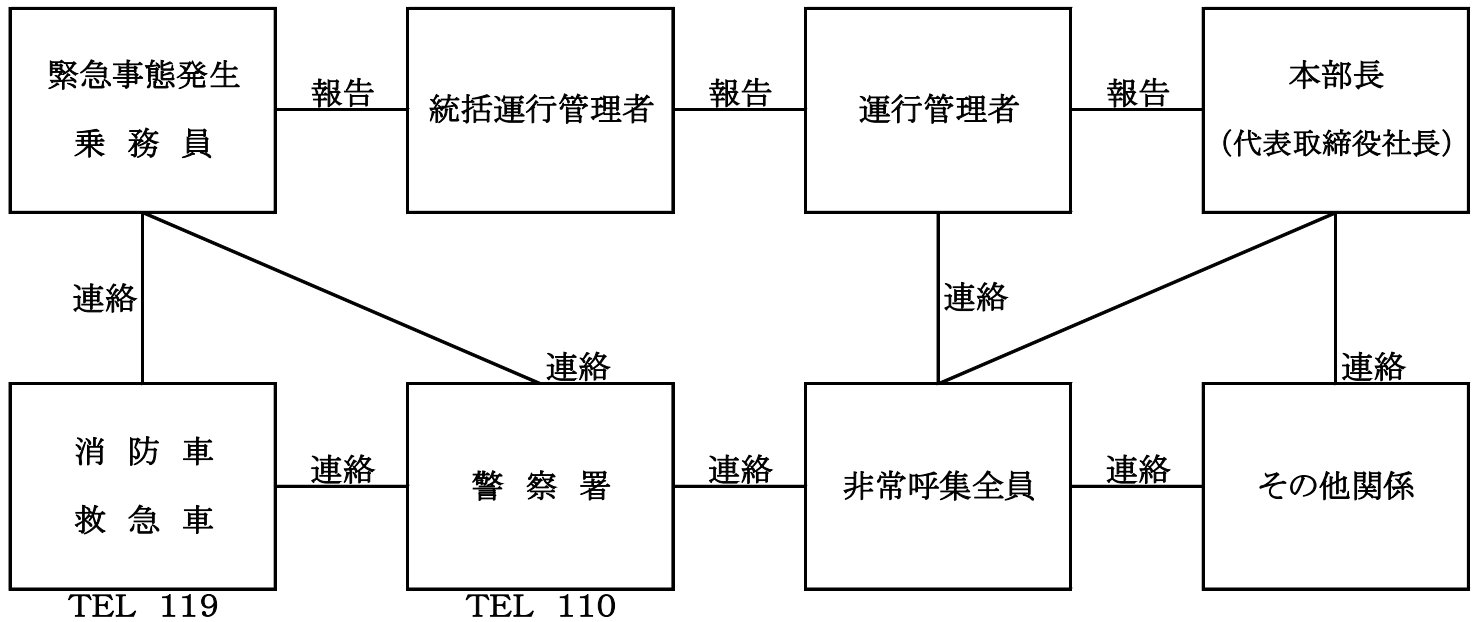 緊急事態発生
乗 務 員
報告
統括運行管理者
報告
運行管理者
報告
本部長
（代表取締役社長）
連絡
連絡
連絡
連絡
消 防 車
救 急 車
連絡
警 察 署
連絡
非常呼集全員
連絡
その他関係
TEL 119
TEL 110